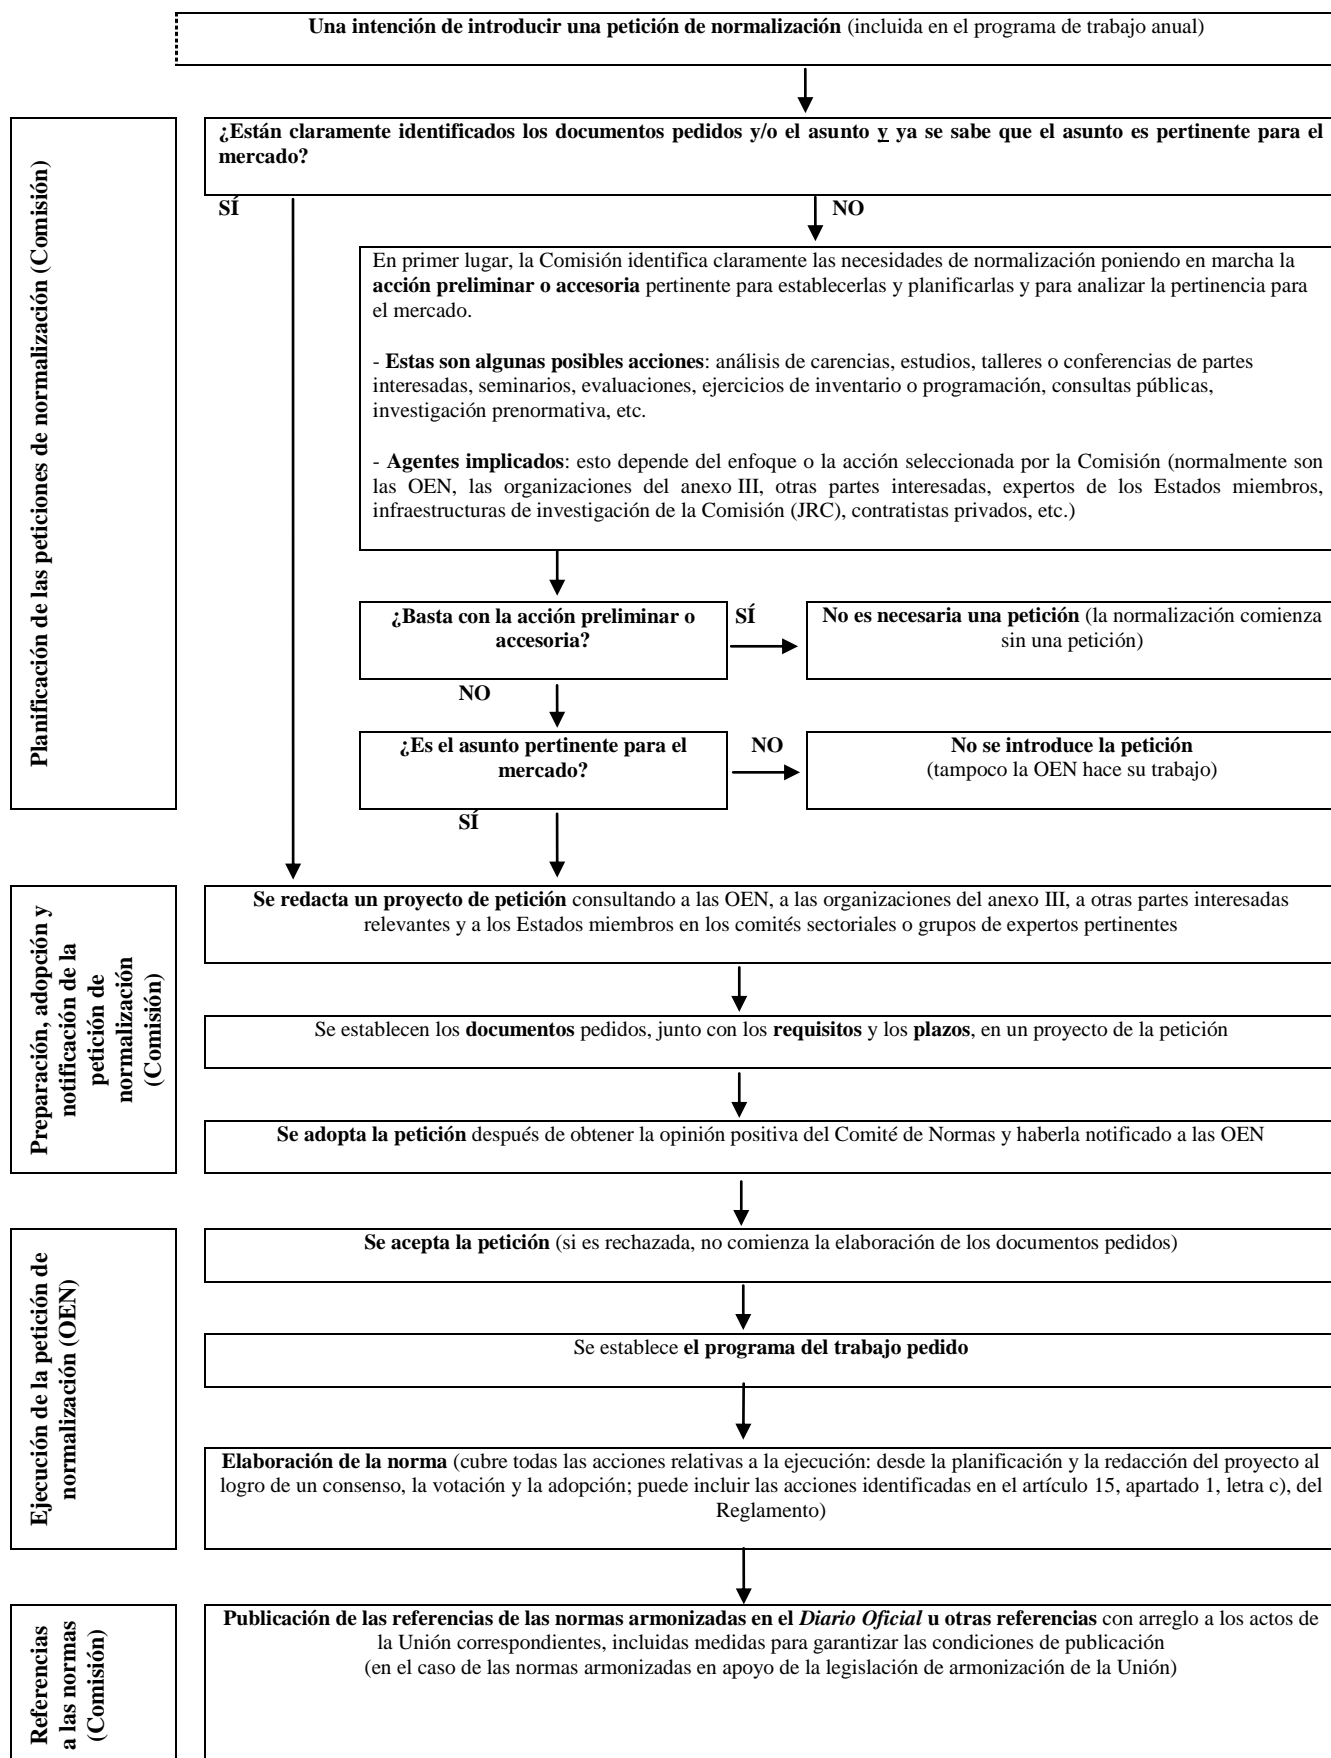 Una intención de introducir una petición de normalización (incluida en el programa de trabajo anual)
Planificación de las peticiones de normalización (Comisión)
¿Están claramente identificados los documentos pedidos y/o el asunto y ya se sabe que el asunto es pertinente para el
mercado?
SÍ
NO
En primer lugar, la Comisión identifica claramente las necesidades de normalización poniendo en marcha la
acción preliminar o accesoria pertinente para establecerlas y planificarlas y para analizar la pertinencia para
el mercado.
- Estas son algunas posibles acciones: análisis de carencias, estudios, talleres o conferencias de partes
interesadas, seminarios, evaluaciones, ejercicios de inventario o programación, consultas públicas,
investigación prenormativa, etc.
- Agentes implicados: esto depende del enfoque o la acción seleccionada por la Comisión (normalmente son
las OEN, las organizaciones del anexo III, otras partes interesadas, expertos de los Estados miembros,
infraestructuras de investigación de la Comisión (JRC), contratistas privados, etc.)
¿Basta con la acción preliminar o
accesoria?
SÍ
No es necesaria una petición (la normalización comienza
sin una petición)
NO
¿Es el asunto pertinente para el
mercado?
NO
No se introduce la petición
(tampoco la OEN hace su trabajo)
SÍ
Preparación, adopción y
notificación de la
petición de
normalización
(Comisión)
Se redacta un proyecto de petición consultando a las OEN, a las organizaciones del anexo III, a otras partes interesadas
relevantes y a los Estados miembros en los comités sectoriales o grupos de expertos pertinentes
Se establecen los documentos pedidos, junto con los requisitos y los plazos, en un proyecto de la petición
Se adopta la petición después de obtener la opinión positiva del Comité de Normas y haberla notificado a las OEN
Ejecución de la petición de
normalización (OEN)
Se acepta la petición (si es rechazada, no comienza la elaboración de los documentos pedidos)
Se establece el programa del trabajo pedido
Elaboración de la norma (cubre todas las acciones relativas a la ejecución: desde la planificación y la redacción del proyecto al
logro de un consenso, la votación y la adopción; puede incluir las acciones identificadas en el artículo 15, apartado 1, letra c), del
Reglamento)
Referencias
a las normas
(Comisión)
Publicación de las referencias de las normas armonizadas en el Diario Oficial u otras referencias con arreglo a los actos de
la Unión correspondientes, incluidas medidas para garantizar las condiciones de publicación
(en el caso de las normas armonizadas en apoyo de la legislación de armonización de la Unión)